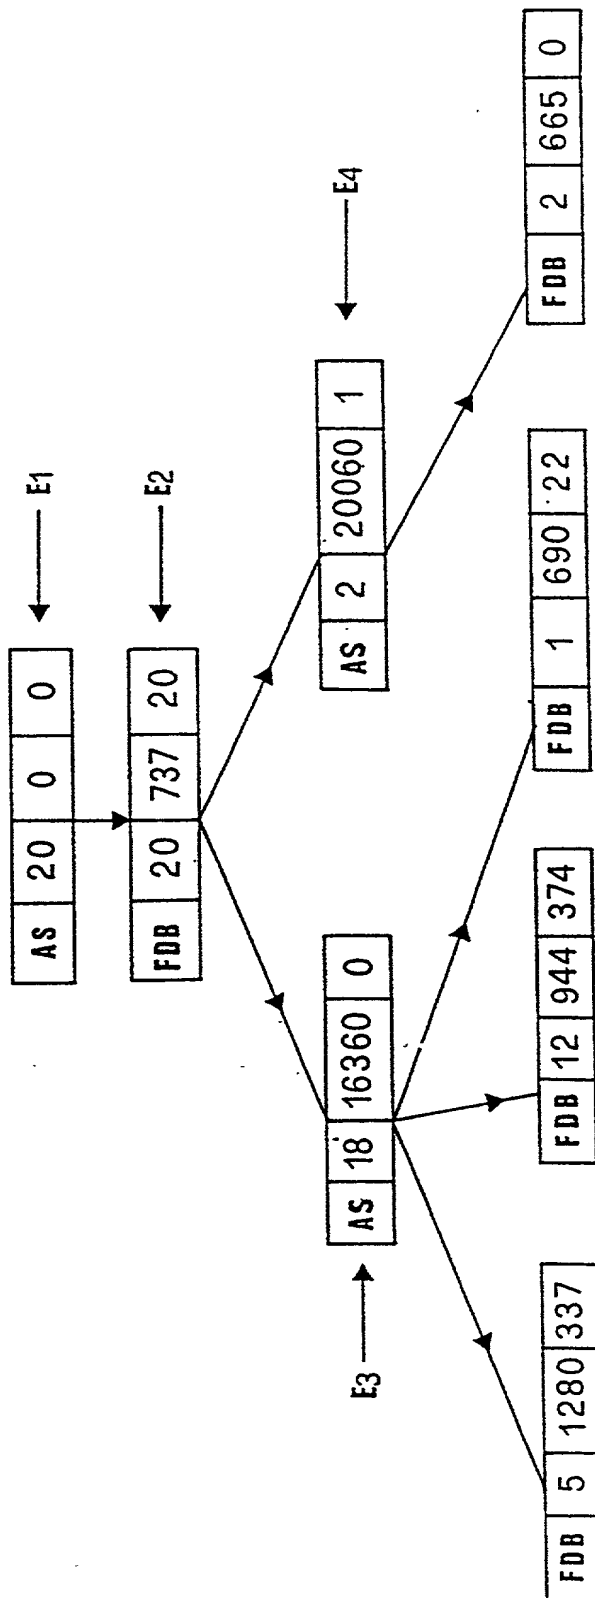 AS 20 0 0
E1
FDB 20 737 20
E2
AS 18 16360 0
E3
AS 2 20060 1
E4
FDB 5 1280 337
FDB 12 944 374
FDB 1 690 22
FDB 2 665 0